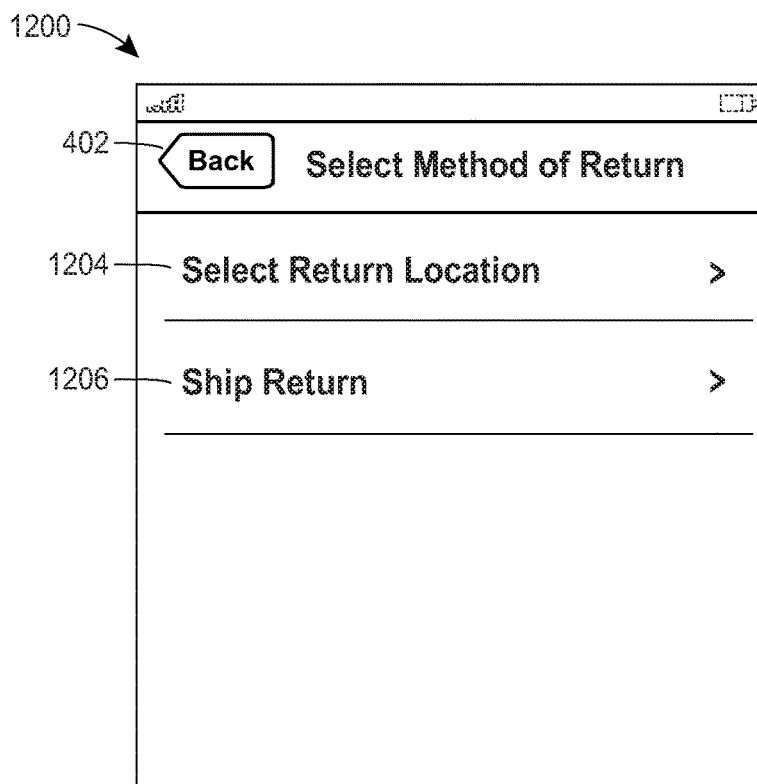 1200
402
Back
Select Method of Return
1204
Select Return Location
>
1206
Ship Return
>